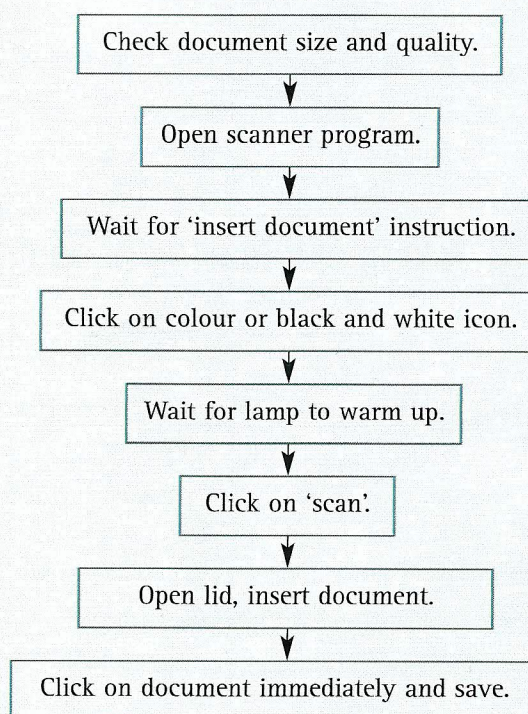 Check document size and quality.
Open scanner program.
Wait for ‘insert document’ instruction.
Click on colour or black and white icon.
Wait for lamp to warm up.
Click on ‘scan’.
Open lid, insert document.
Click on document immediately and save.